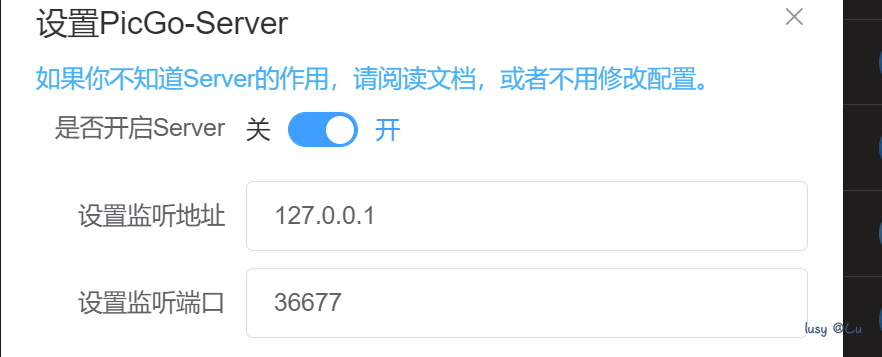 设置PicGo-Server
如果你不知道Server的作用，请阅读文档，或者不用修改配置。
是否开启Server 关 开
设置监听地址 127.0.0.1
设置监听端口 36677
lusy @Lu